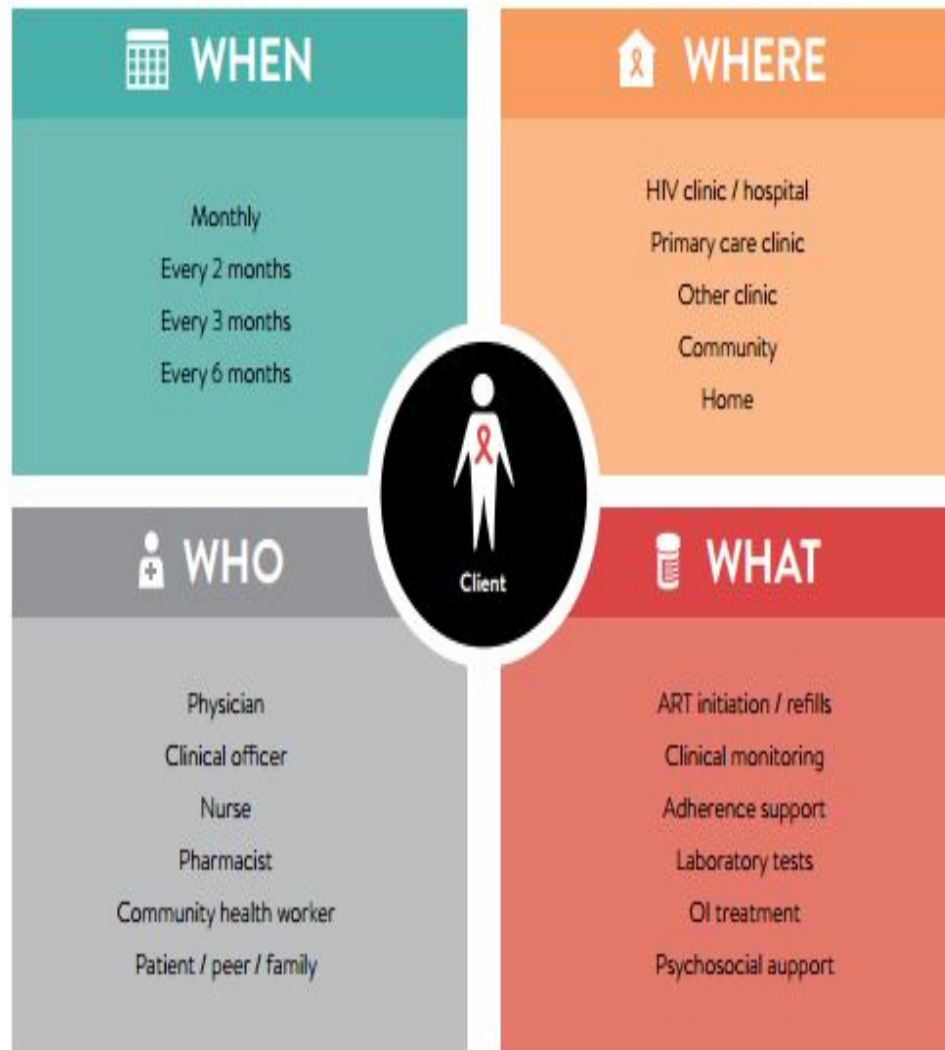 WHEN
Monthly
Every 2 months
Every 3 months
Every 6 months
WHERE
HIV clinic / hospital
Primary care clinic
Other clinic
Community
Home
Client
WHO
Physician
Clinical officer
Nurse
Pharmacist
Community health worker
Patient / peer / family
WHAT
ART initiation / refills
Clinical monitoring
Adherence support
Laboratory tests
OI treatment
Psychosocial aupport